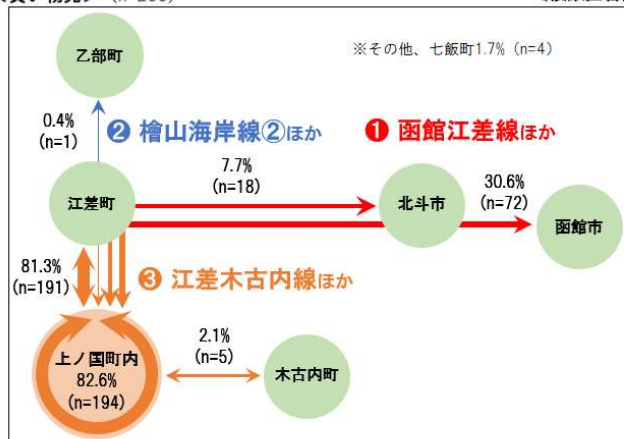 ※その他、七飯町1.7%（n=4）
乙部町
0.4%
(n=1)
❷ 檜山海岸線②ほか
❶ 函館江差線ほか
7.7%
(n=18)
30.6%
(n=72)
江差町
北斗市
函館市
81.3%
(n=191)
❸ 江差木古内線ほか
上ノ国町内
82.6%
(n=194)
2.1%
(n=5)
木古内町